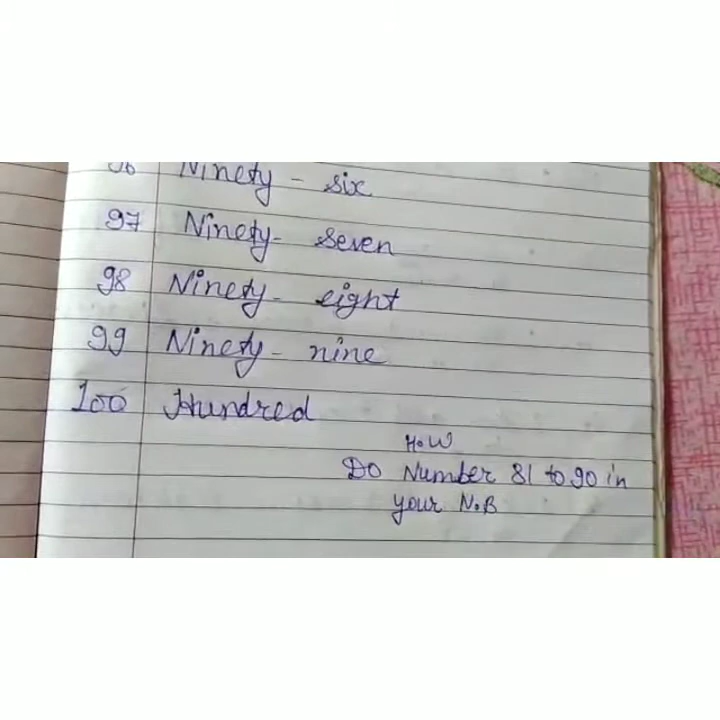 96 Ninety - six
97 Ninety - seven
98 Ninety - eight
99 Ninety - nine
100 Hundred
H.W
Do Number 81 to 90 in
your N.B